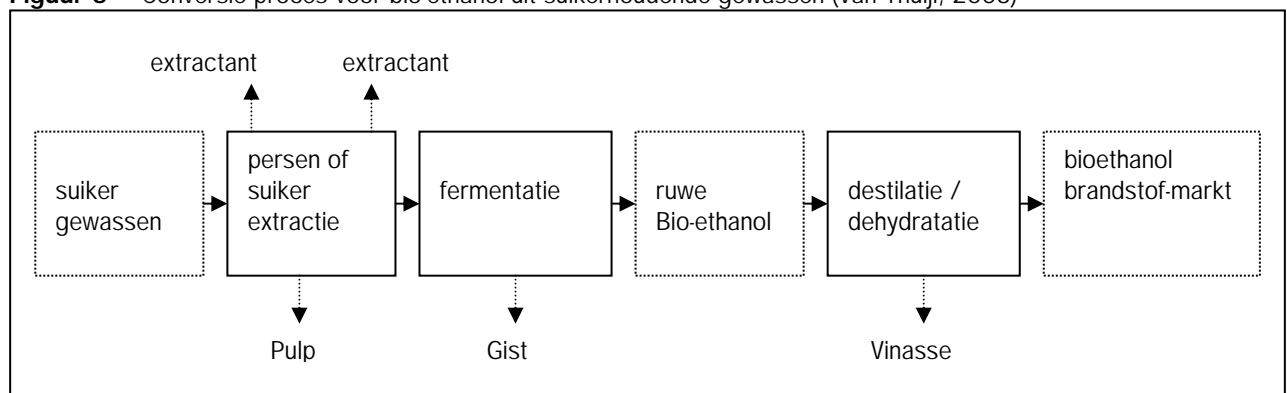 extractant extractant
suiker
gewassen
persen of
suiker
extractie
fermentatie
ruwe
Bio-ethanol
destilatie /
dehydratatie
bioethanol
brandstof-markt
Pulp Gist Vinasse